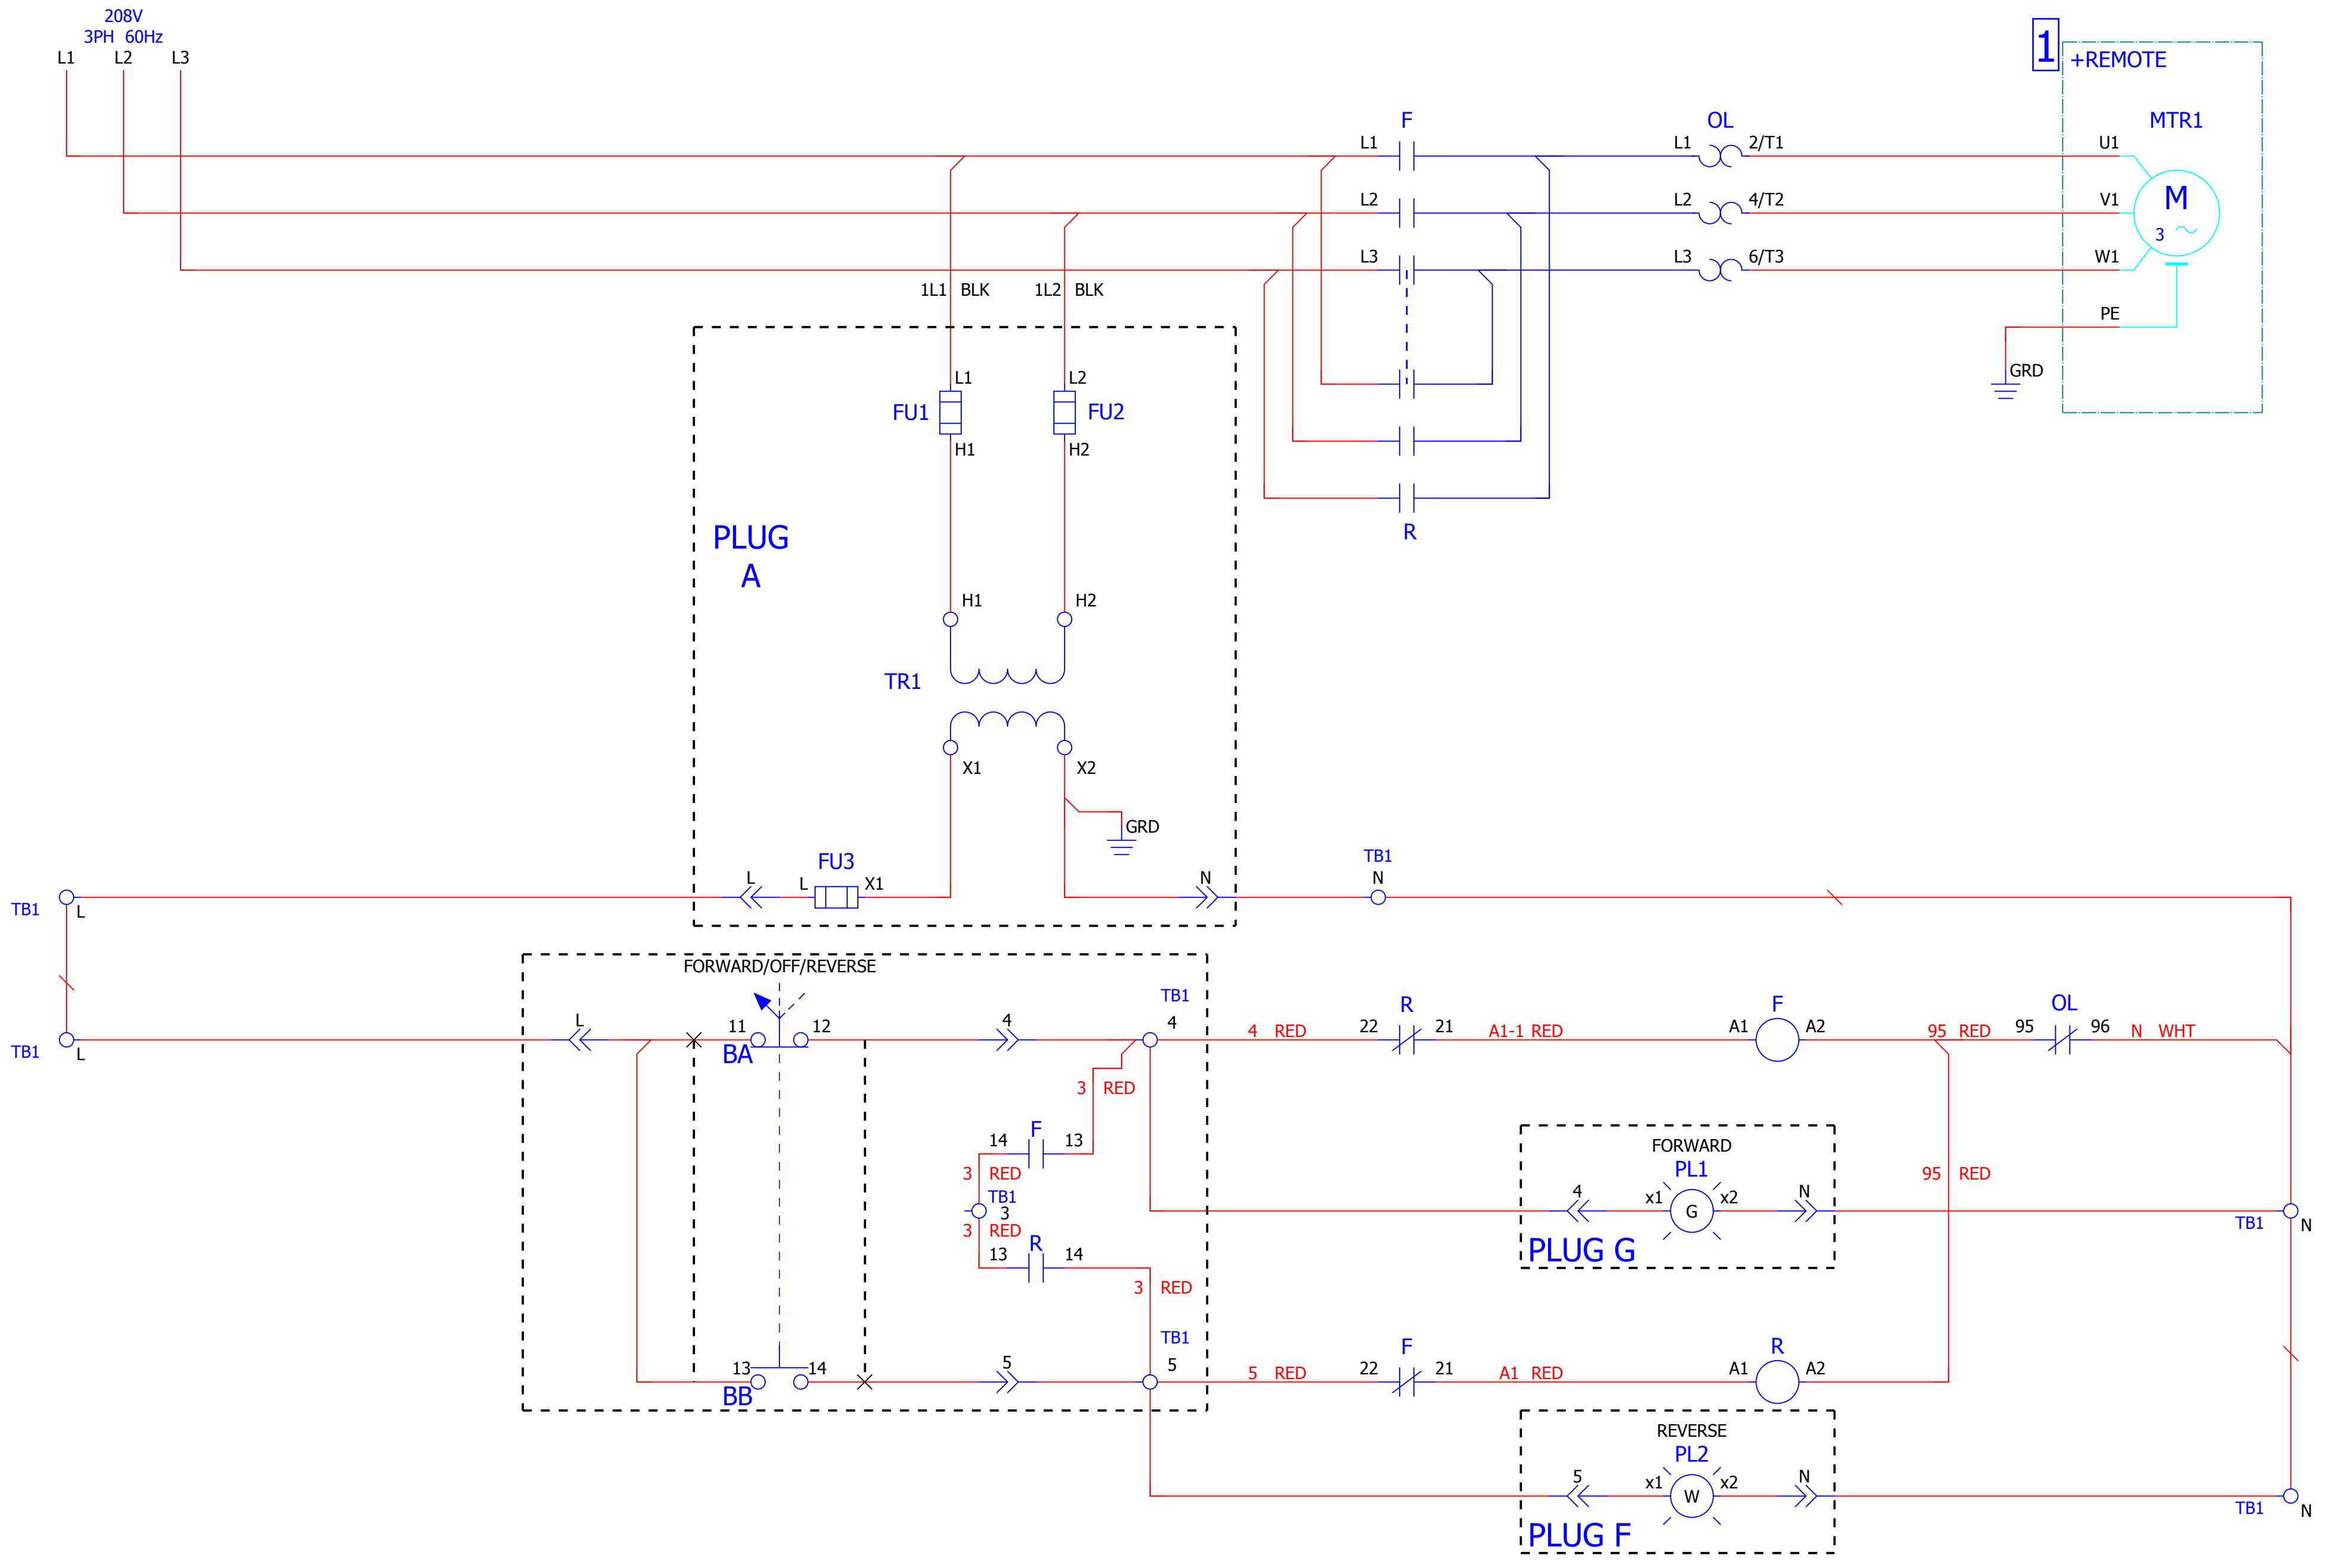 208V
3PH 60Hz
L1 L2 L3
1
+REMOTE
F
OL
MTR1
L1
L1 2/T1
U1
L2
L2 4/T2
V1
M
3
L3
L3 6/T3
W1
1L1 BLK
1L2 BLK
PE
GRD
L1
L2
FU1
FU2
H1
H2
R
PLUG
A
H1
H2
TR1
X1
X2
GRD
FU3
L
L
X1
N
TB1
N
TB1
L
FORWARD/OFF/REVERSE
TB1
L
L
11
12
BA
4
TB1
4
4 RED
R
22
21
A1-1 RED
F
A1
A2
95 RED
OL
95
96
N WHT
3 RED
F
14
13
3 RED
TB1
3
3 RED
R
13
14
3 RED
FORWARD
PL1
4
x1
G
x2
N
PLUG G
95 RED
TB1
N
13
14
BB
5
TB1
5
5 RED
F
22
21
A1 RED
R
A1
A2
REVERSE
PL2
5
x1
W
x2
N
PLUG F
TB1
N